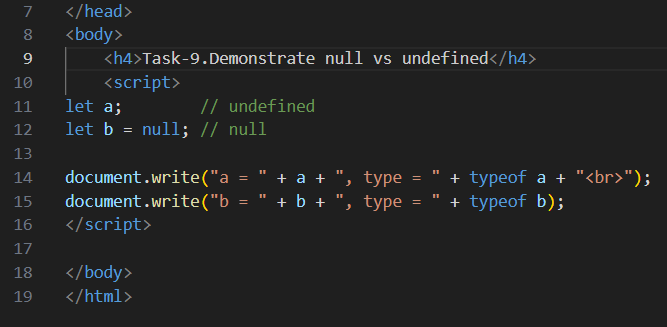 7 </head>
8 <body>
9 <h4>Task-9.Demonstrate null vs undefined</h4>
10 <script>
11 let a; // undefined
12 let b = null; // null
13
14 document.write("a = " + a + ", type = " + typeof a + "<br>");
15 document.write("b = " + b + ", type = " + typeof b);
16 </script>
17
18 </body>
19 </html>